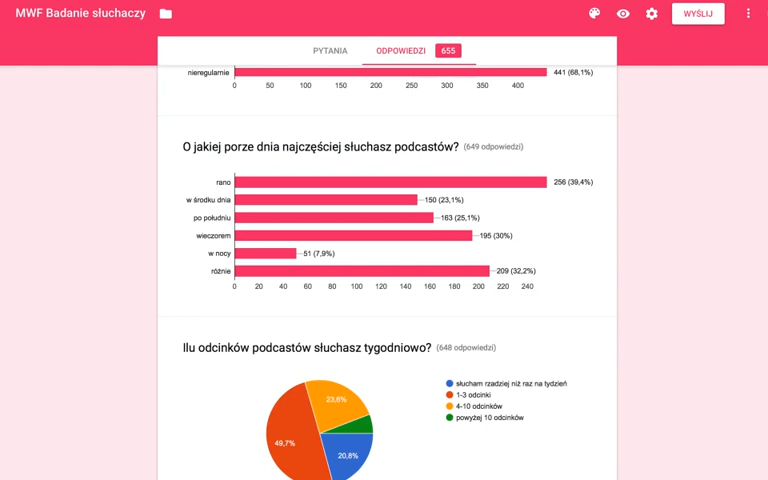 MWF Badanie słuchaczy
WYŚLIJ
PYTANIA ODPOWIEDZI 655
nieregularnie 441 (68,1%)
0 50 100 150 200 250 300 350 400
O jakiej porze dnia najczęściej słuchasz podcastów? (649 odpowiedzi)
rano 256 (39,4%)
w środku dnia 150 (23,1%)
po południu 163 (25,1%)
wieczorem 195 (30%)
w nocy 51 (7,9%)
różnie 209 (32,2%)
0 20 40 60 80 100 120 140 160 180 200 220 240
Ilu odcinków podcastów słuchasz tygodniowo? (648 odpowiedzi)
słucham rzadziej niż raz na tydzień
1-3 odcinki
4-10 odcinków
powyżej 10 odcinków
23,6%
49,7%
20,8%